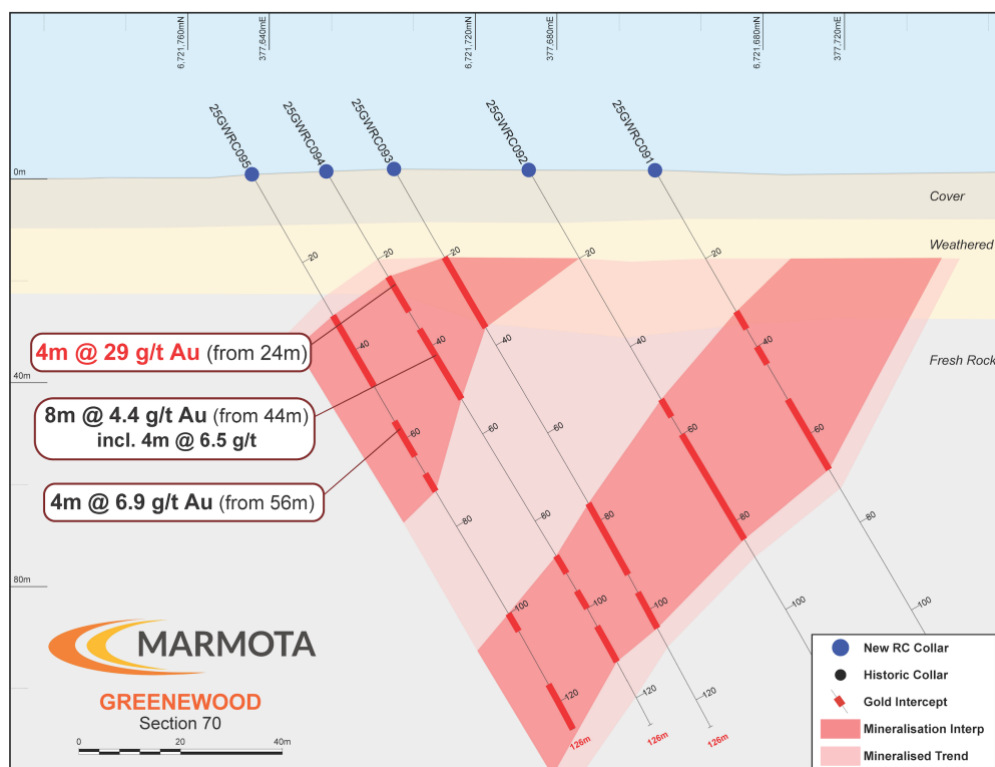 6,721,760mN
377,640mE
6,721,720mN
377,680mE
6,721,680mN
377,720mE
25GWRC095
25GWRC094
25GWRC093
25GWRC092
25GWRC091
0m
Cover
Weathered
Fresh Rock
20
20
20
20
20
4m @ 29 g/t Au (from 24m)
40
40
40
40
40m
8m @ 4.4 g/t Au (from 44m)
incl. 4m @ 6.5 g/t
60
60
60
60
60
4m @ 6.9 g/t Au (from 56m)
80
80
80
80
80
80m
100
100
100
100
100
120
120
120
126m
126m
126m
MARMOTA
GREENEWOOD
Section 70
0
20
40m
New RC Collar
Historic Collar
Gold Intercept
Mineralisation Interp
Mineralised Trend